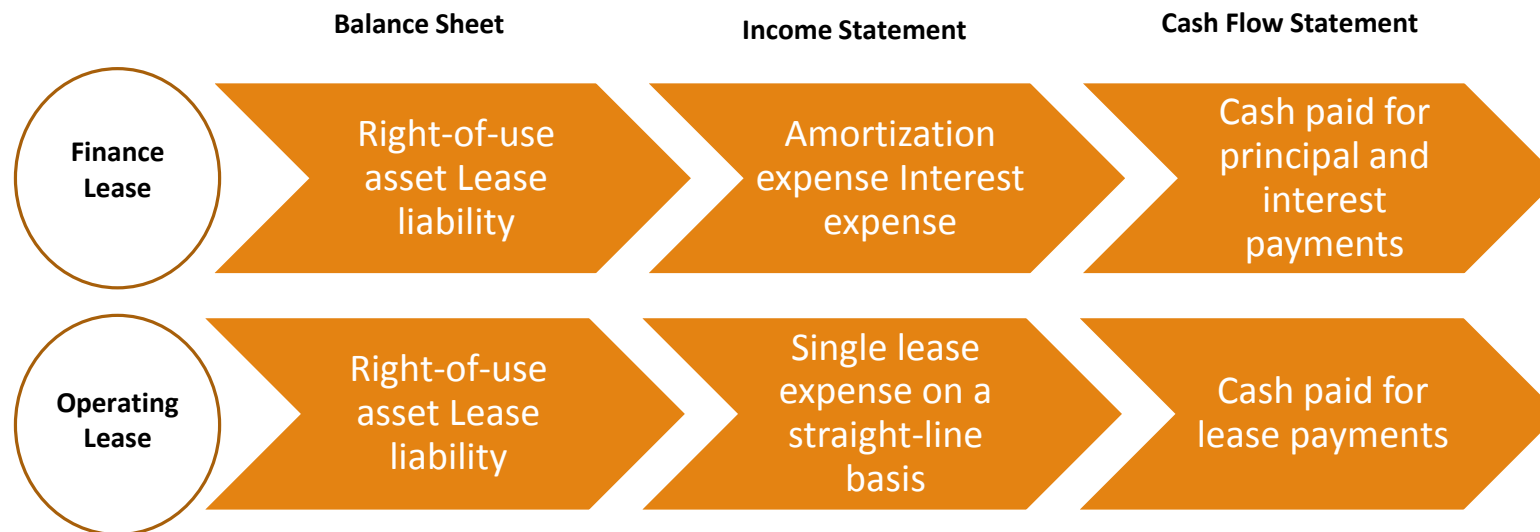 Balance Sheet
Income Statement
Cash Flow Statement
Finance
Lease
Right-of-use
asset Lease
liability
Amortization
expense Interest
expense
Cash paid for
principal and
interest
payments
Operating
Lease
Right-of-use
asset Lease
liability
Single lease
expense on a
straight-line
basis
Cash paid for
lease payments